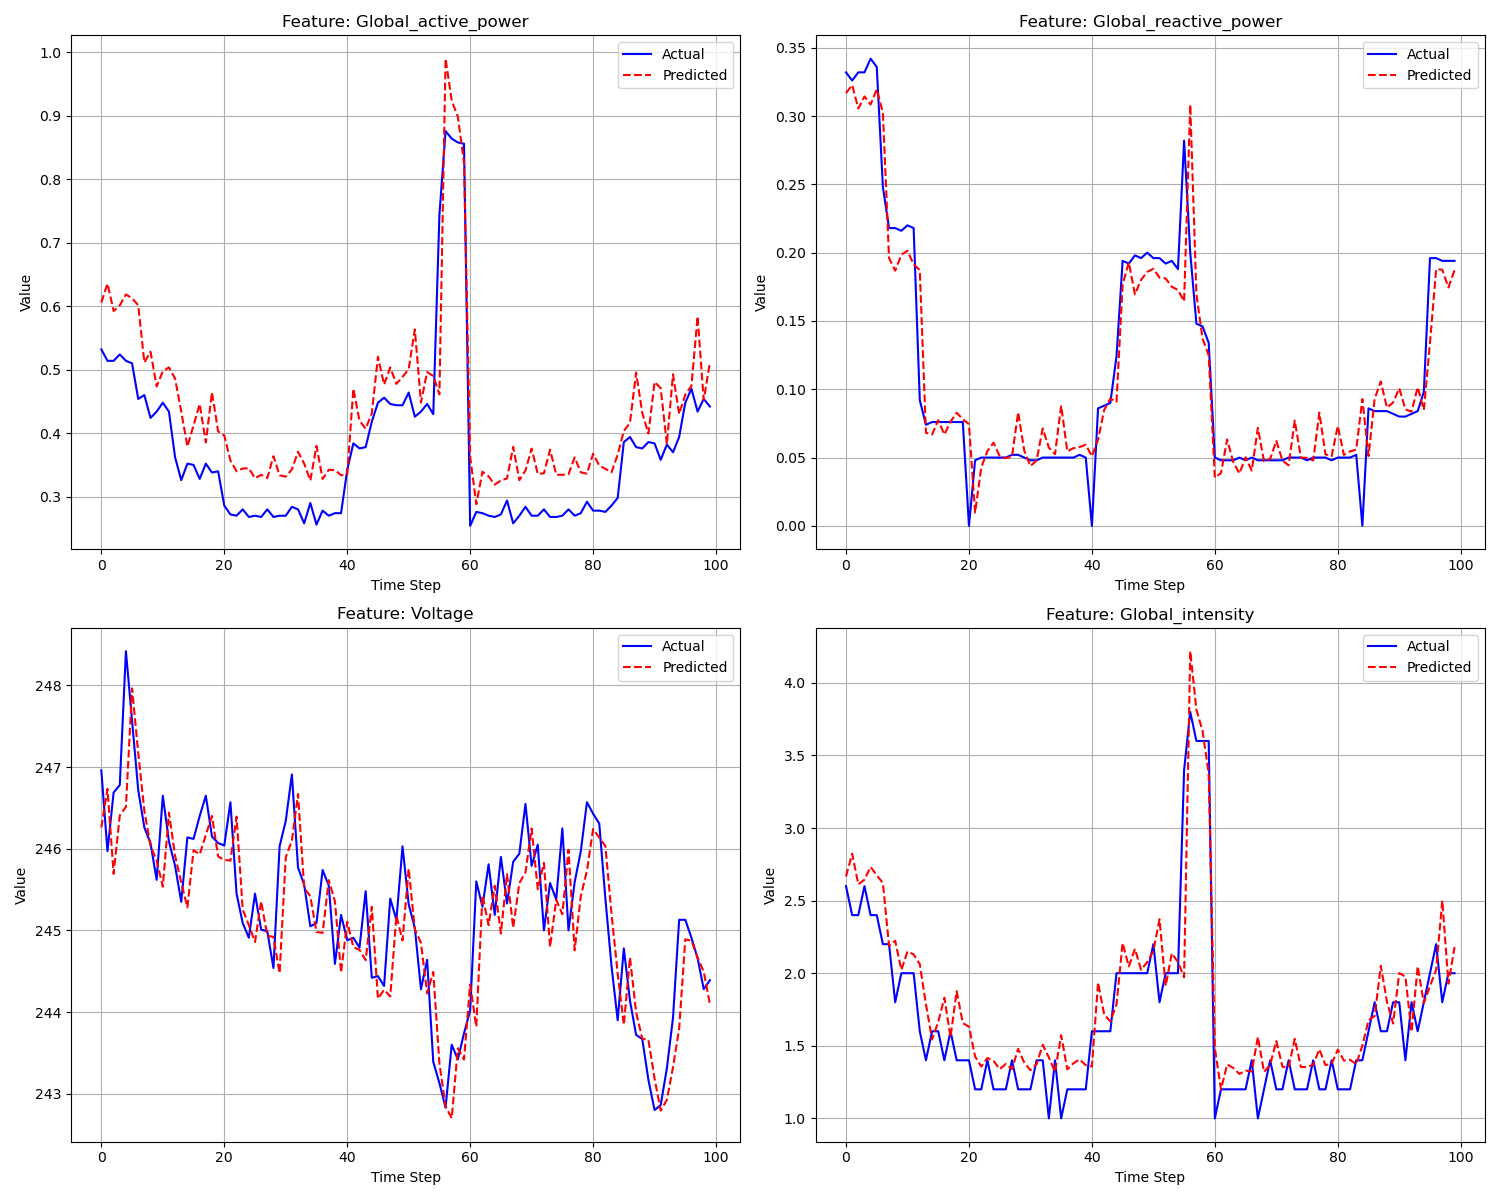 Feature: Global_active_power
Actual
Predicted
1.0
0.9
0.8
0.7
0.6
0.5
0.4
0.3
Value
0 20 40 60 80 100
Time Step
Feature: Global_reactive_power
Actual
Predicted
0.35
0.30
0.25
0.20
0.15
0.10
0.05
0.00
Value
0 20 40 60 80 100
Time Step
Feature: Voltage
Actual
Predicted
248
247
246
245
244
243
Value
0 20 40 60 80 100
Time Step
Feature: Global_intensity
Actual
Predicted
4.0
3.5
3.0
2.5
2.0
1.5
1.0
Value
0 20 40 60 80 100
Time Step